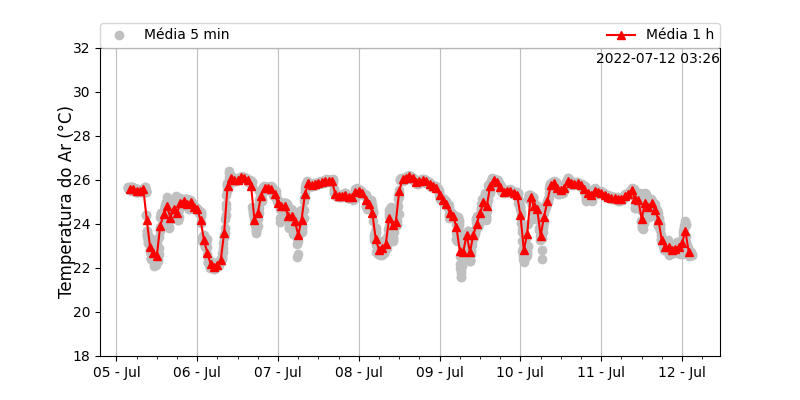 Média 5 min
Média 1 h
2022-07-12 03:26
Temperatura do Ar (°C)
32
30
28
26
24
22
20
18
05 - Jul
06 - Jul
07 - Jul
08 - Jul
09 - Jul
10 - Jul
11 - Jul
12 - Jul